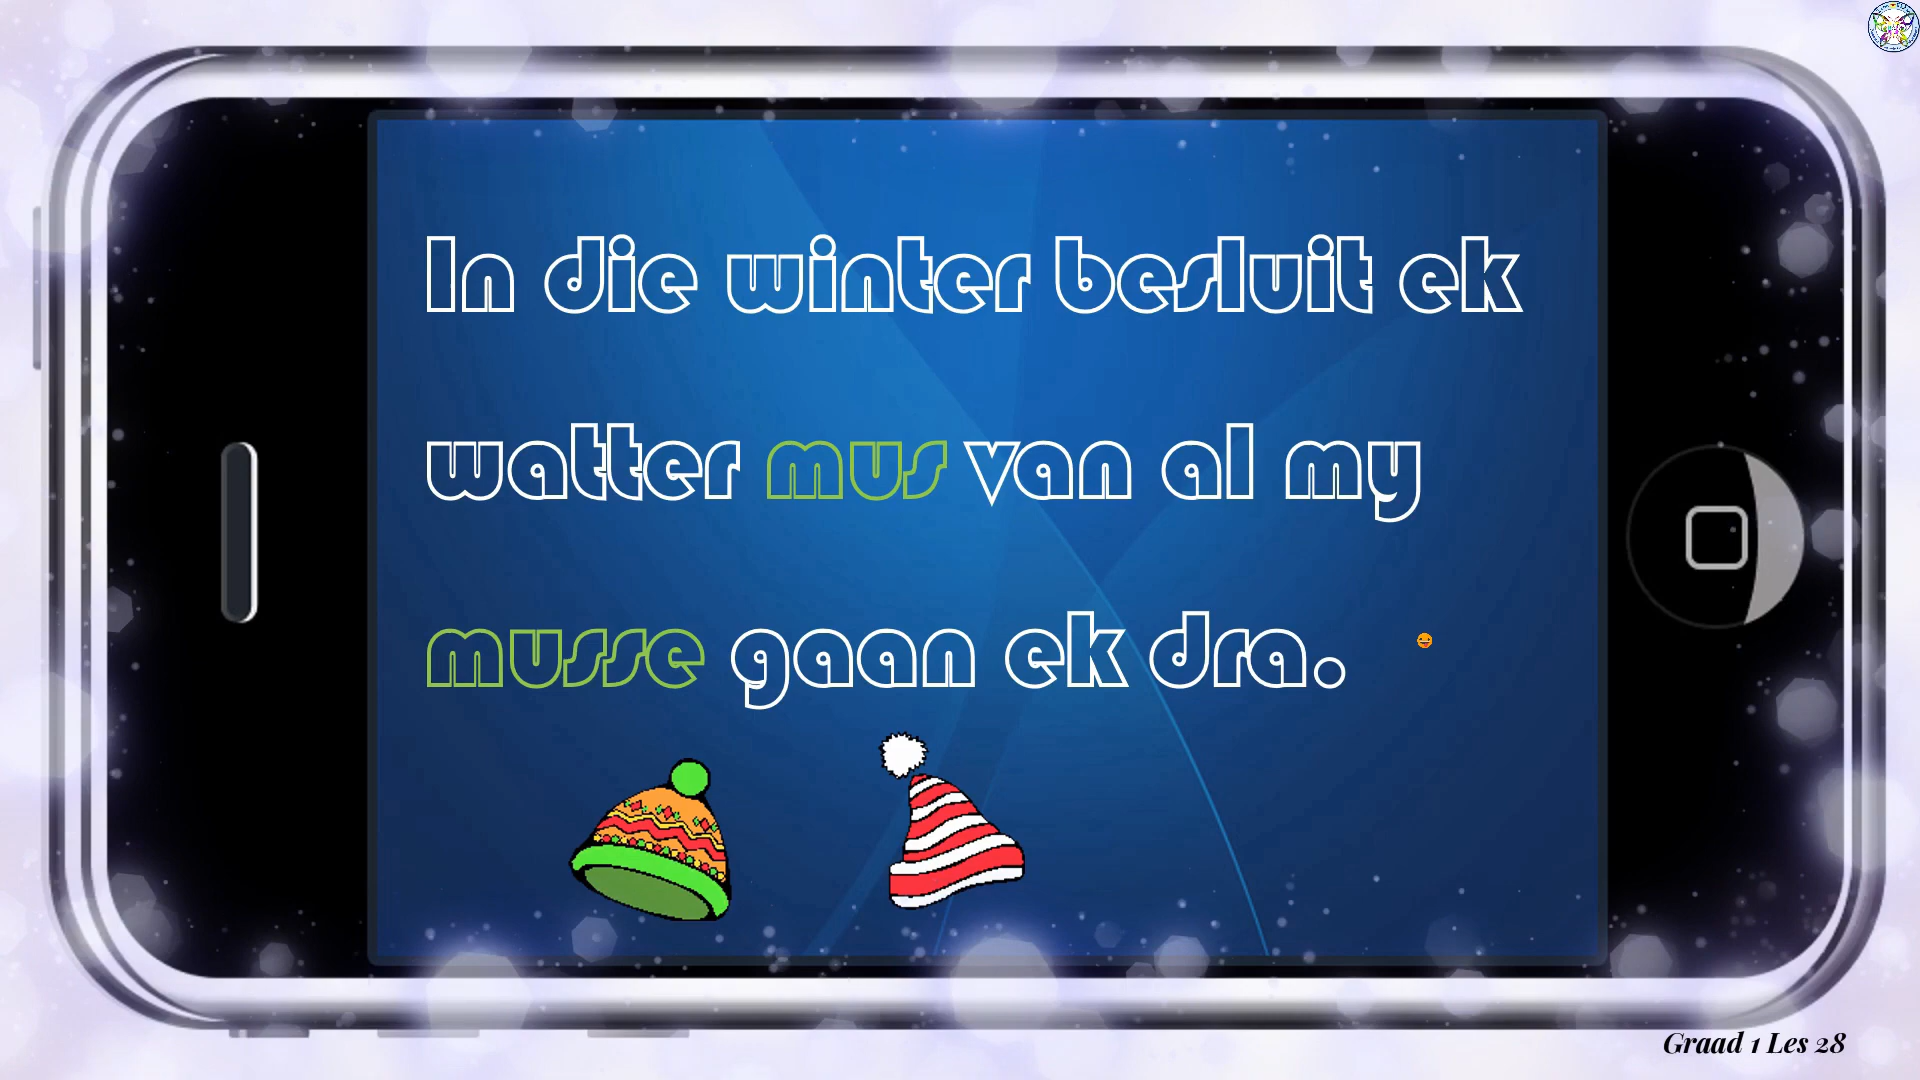 In die winter besluit ek
watter mus van al my
musse gaan ek dra.
Graad 1 Les 28